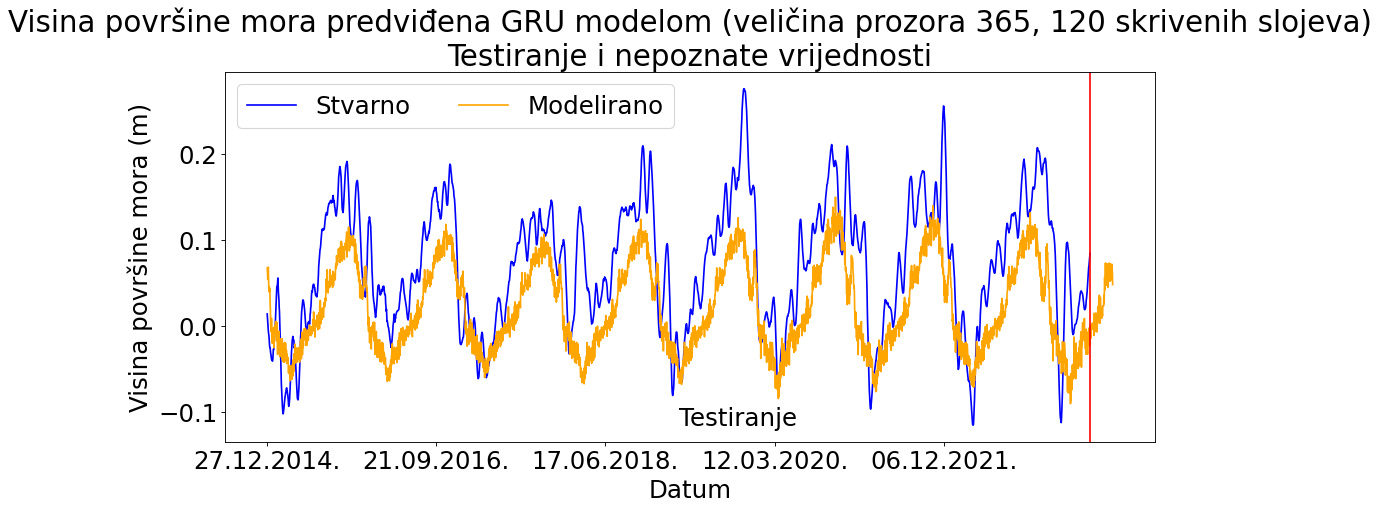 Visina površine mora predviđena GRU modelom (veličina prozora 365, 120 skrivenih slojeva)
Testiranje i nepoznate vrijednosti
Stvarno Modelirano
Visina površine mora (m)
0.2
0.1
0.0
−0.1
Testiranje
27.12.2014. 21.09.2016. 17.06.2018. 12.03.2020. 06.12.2021.
Datum